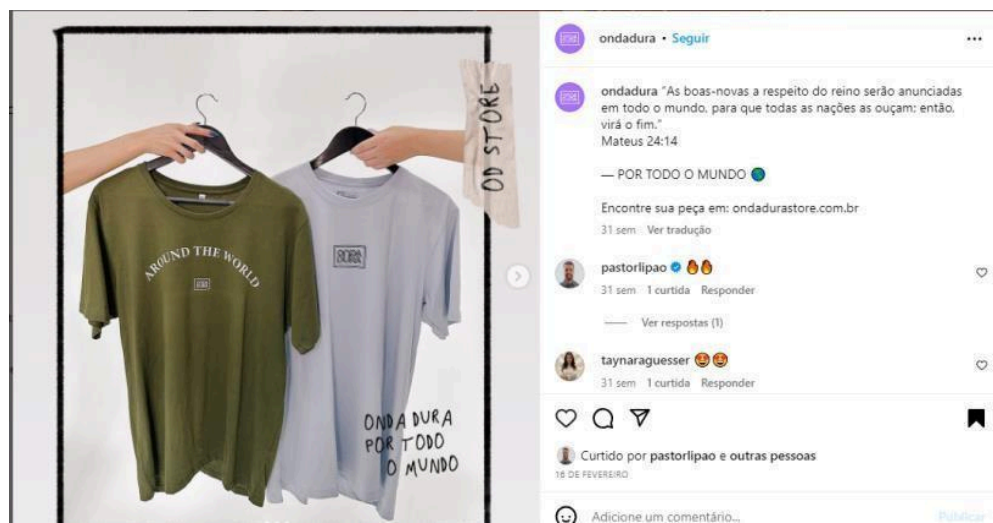 OD STORE
AROUND THE WORLD
ONDA
DURA
ONDA DURA
POR TODO
O MUNDO
ondadura • Seguir
ondadura "As boas-novas a respeito do reino serão anunciadas
em todo o mundo, para que todas as nações as ouçam; então,
virá o fim."
Mateus 24:14
— POR TODO O MUNDO 🌎
Encontre sua peça em: ondadurastore.com.br
31 sem Ver tradução
pastorlipao 🔥🔥
31 sem 1 curtida Responder
Ver respostas (1)
taynaraguesser 😍😍
31 sem 1 curtida Responder
Curtido por pastorlipao e outras pessoas
16 DE FEVEREIRO
Adicione um comentário...
Publicar